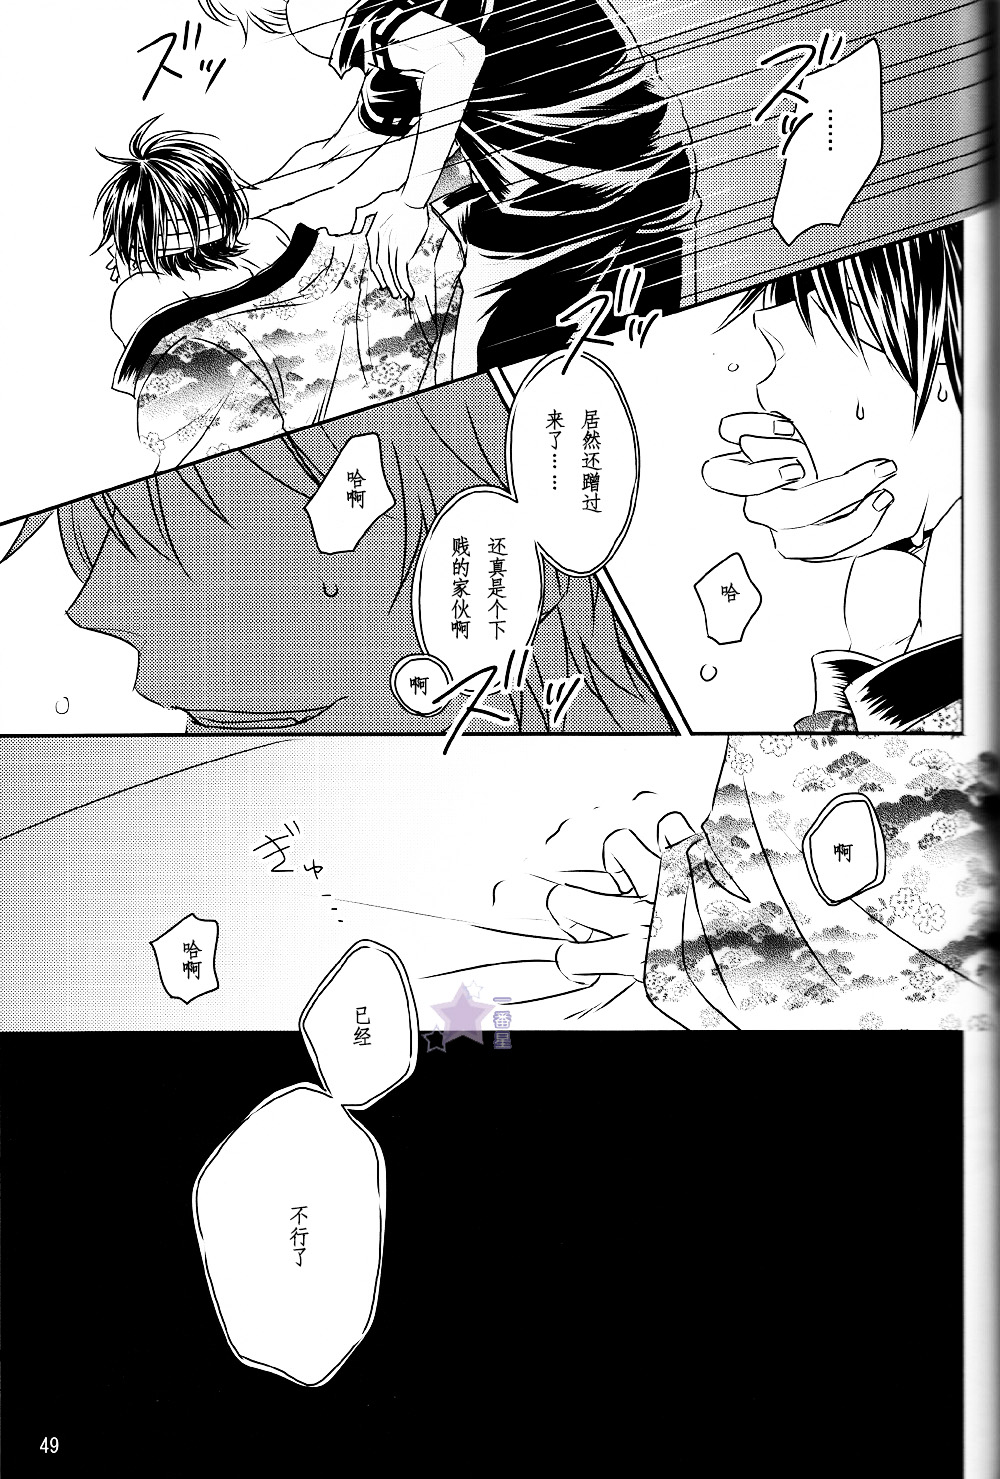 ……
ズッ
ズッ
ズッ
居然还蹭过
来了……
还真是个下
贱的家伙啊
哈
哈
啊
啊
ズッ
啊
ぎゅ…
哈
啊
已经
一番星
不行了
49